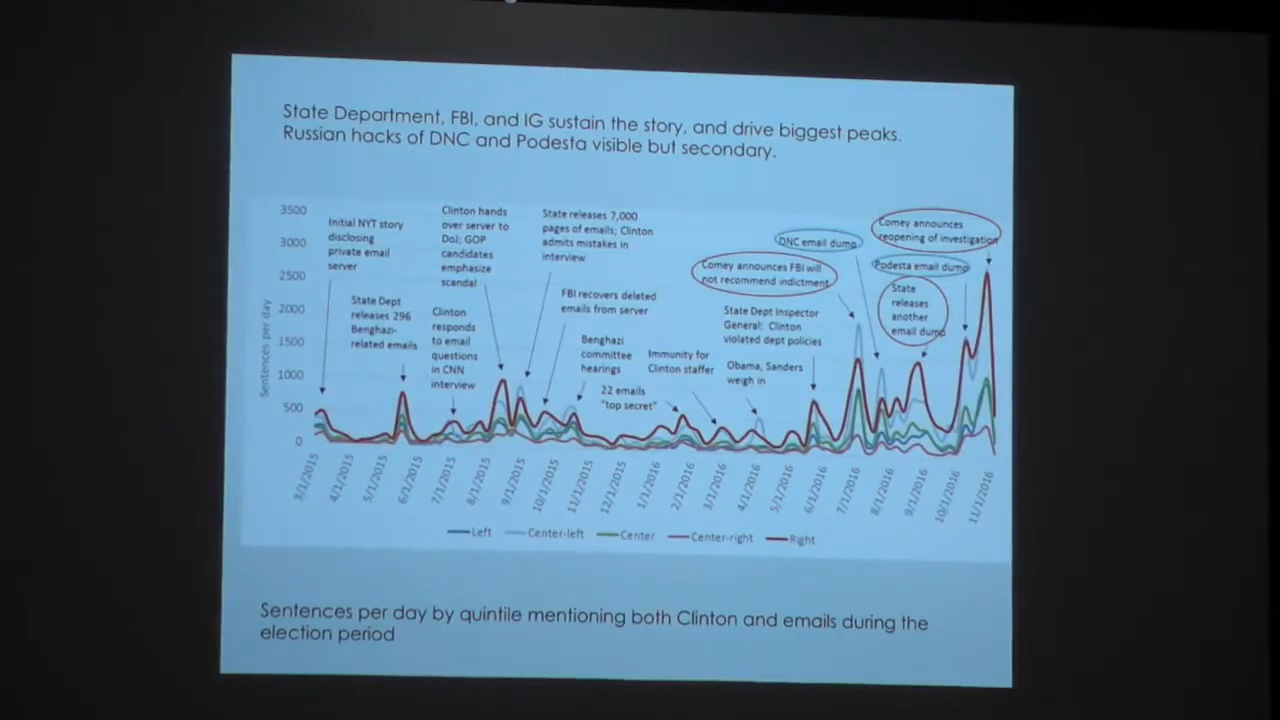 State Department, FBI, and IG sustain the story, and drive biggest peaks.
Russian hacks of DNC and Podesta visible but secondary.
3500
3000
2500
2000
1500
1000
500
0
Sentences per day
Initial NYT story
disclosing
private email
server
State Dept
releases 296
Benghazi-
related emails
Clinton hands
over server to
DoJ; GOP
candidates
emphasize
scandal
Clinton
responds
to email
questions
in CNN
interview
State releases 7,000
pages of emails; Clinton
admits mistakes in
interview
FBI recovers deleted
emails from server
Benghazi
committee
hearings
22 emails
"top secret"
Immunity for
Clinton staffer
Comey announces FBI will
not recommend indictment
State Dept Inspector
General: Clinton
violated dept policies
Obama, Sanders
weigh in
DNC email dump
Comey announces
reopening of investigation
Podesta email dump
State
releases
another
email dump
3/1/2015
4/1/2015
5/1/2015
6/1/2015
7/1/2015
8/1/2015
9/1/2015
10/1/2015
11/1/2015
12/1/2015
1/1/2016
2/1/2016
3/1/2016
4/1/2016
5/1/2016
6/1/2016
7/1/2016
8/1/2016
9/1/2016
10/1/2016
11/1/2016
Left
Center-left
Center
Center-right
Right
Sentences per day by quintile mentioning both Clinton and emails during the
election period